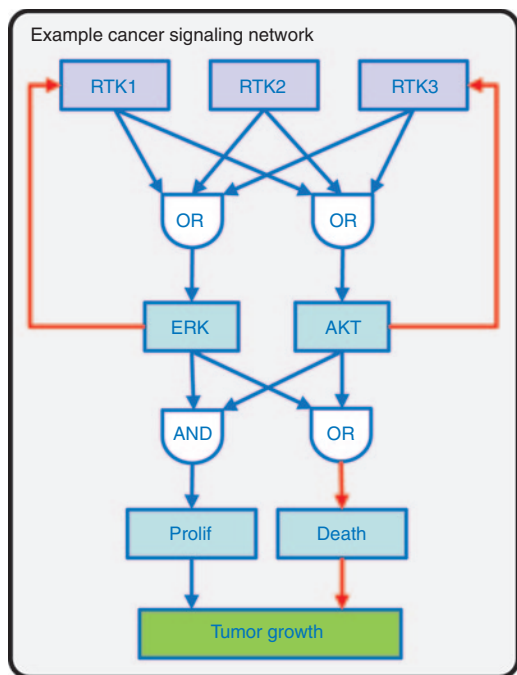 Example cancer signaling network
RTK1 RTK2 RTK3
OR OR
ERK AKT
AND OR
Prolif Death
Tumor growth